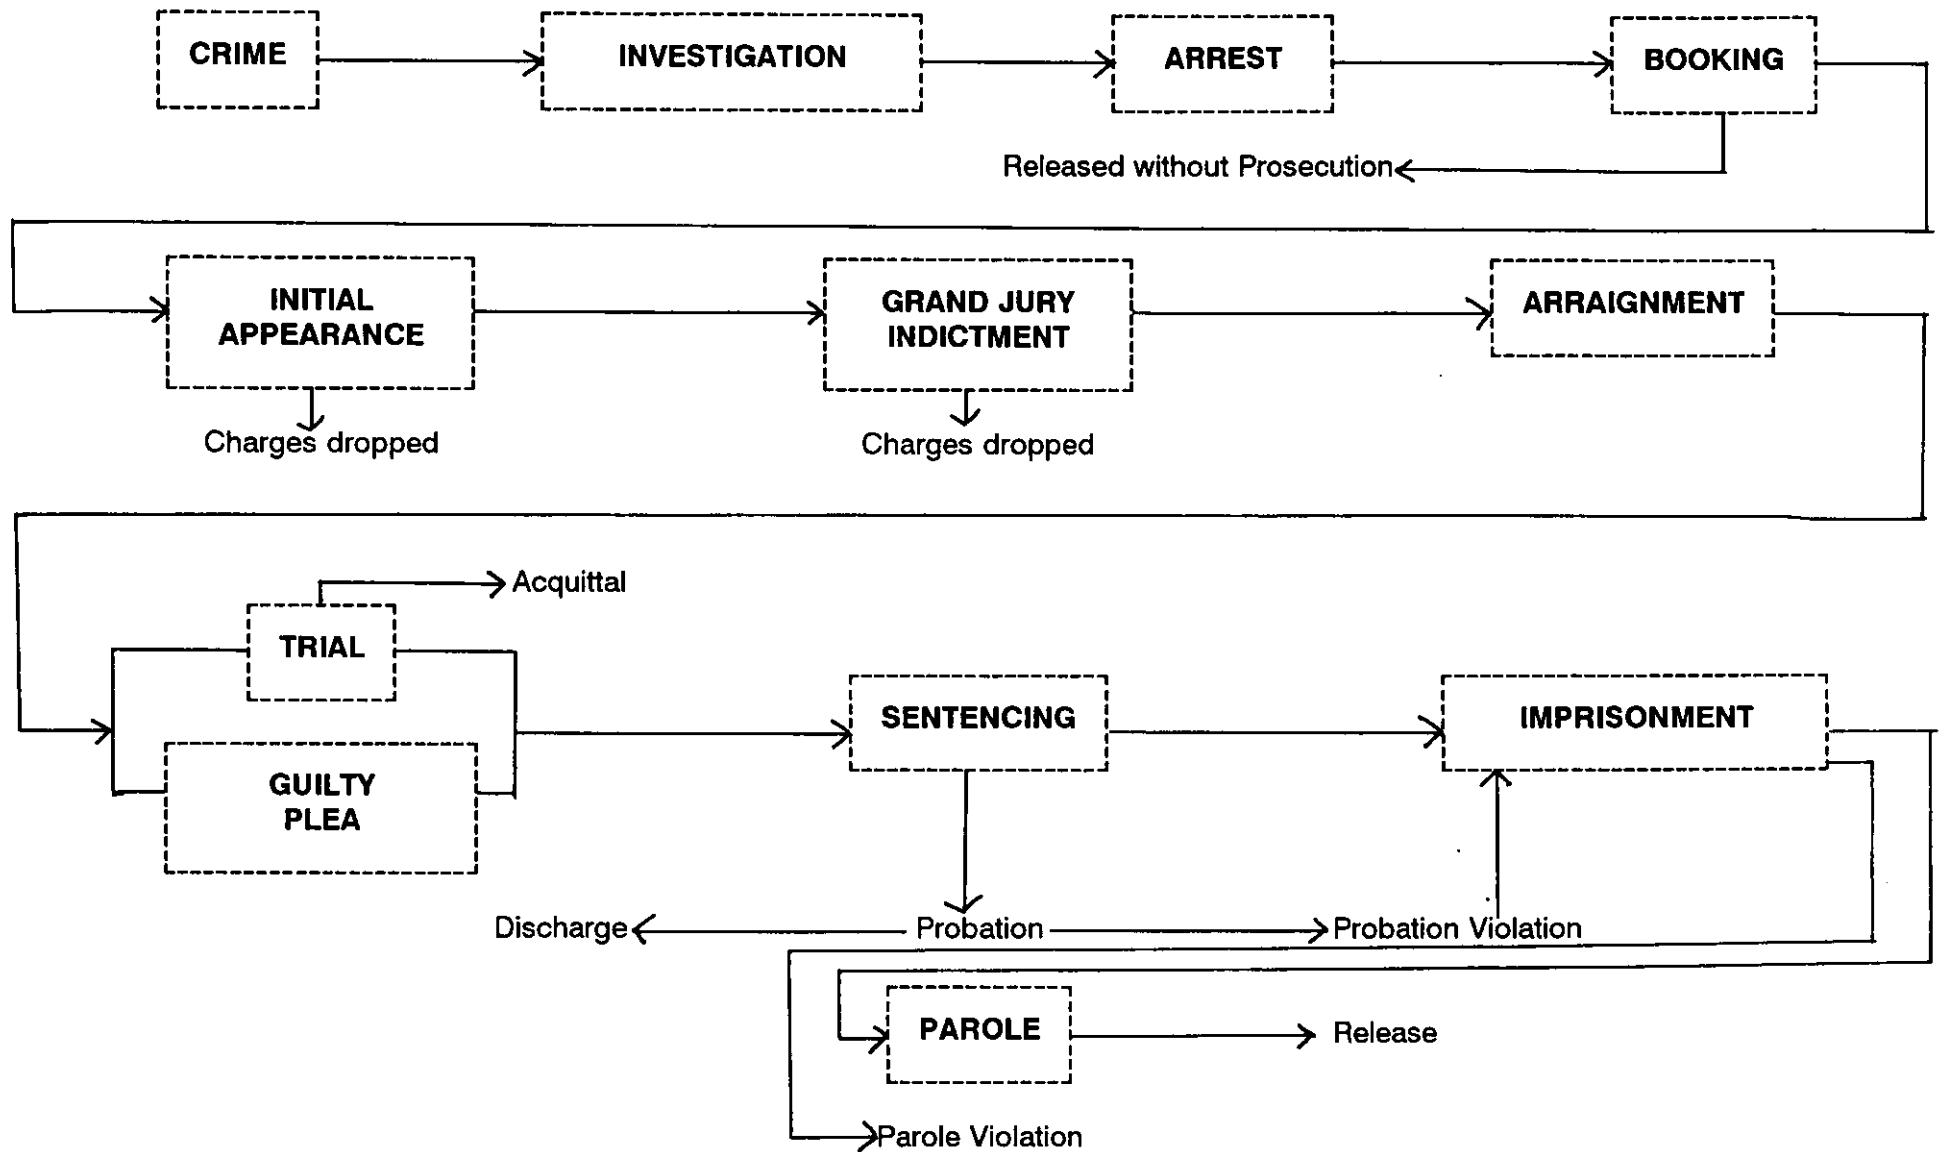 CRIME
INVESTIGATION
ARREST
BOOKING
Released without Prosecution
INITIAL
APPEARANCE
GRAND JURY
INDICTMENT
ARRAIGNMENT
Charges dropped
Charges dropped
Acquittal
TRIAL
GUILTY
PLEA
SENTENCING
IMPRISONMENT
Discharge
Probation
Probation Violation
PAROLE
Release
Parole Violation